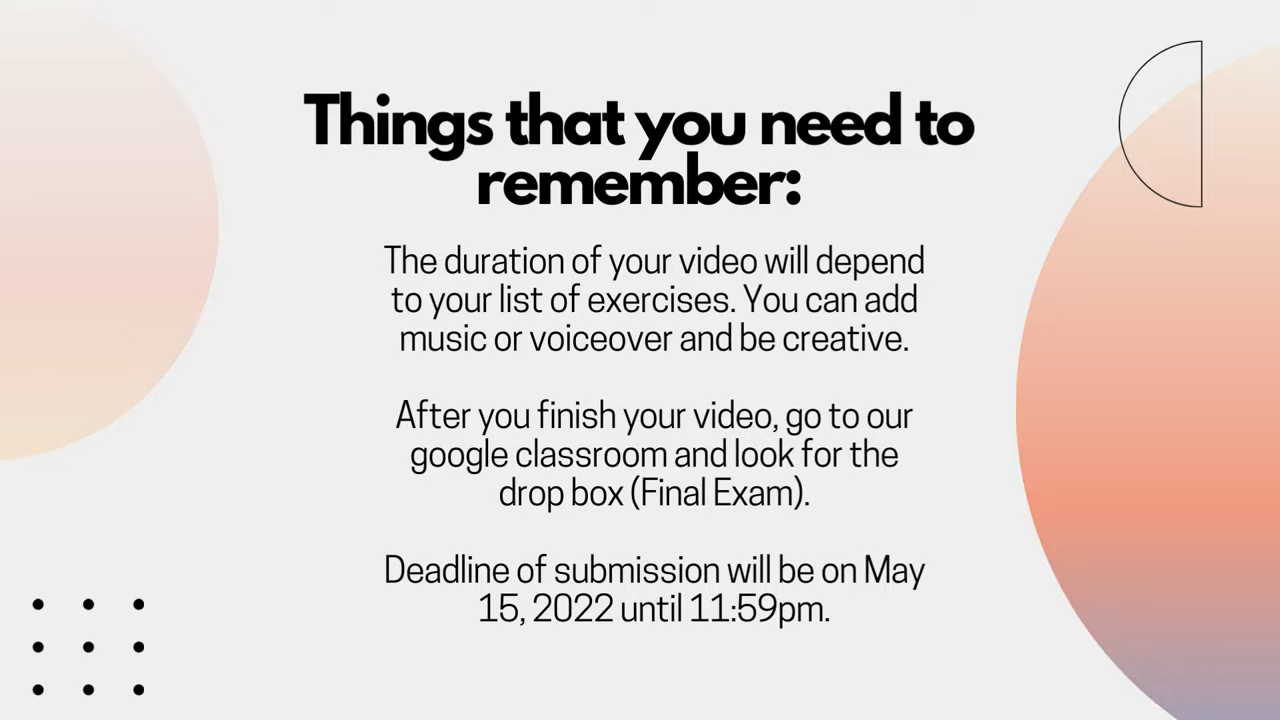 Things that you need to
remember:
The duration of your video will depend
to your list of exercises. You can add
music or voiceover and be creative.
After you finish your video, go to our
google classroom and look for the
drop box (Final Exam).
Deadline of submission will be on May
15, 2022 until 11:59pm.